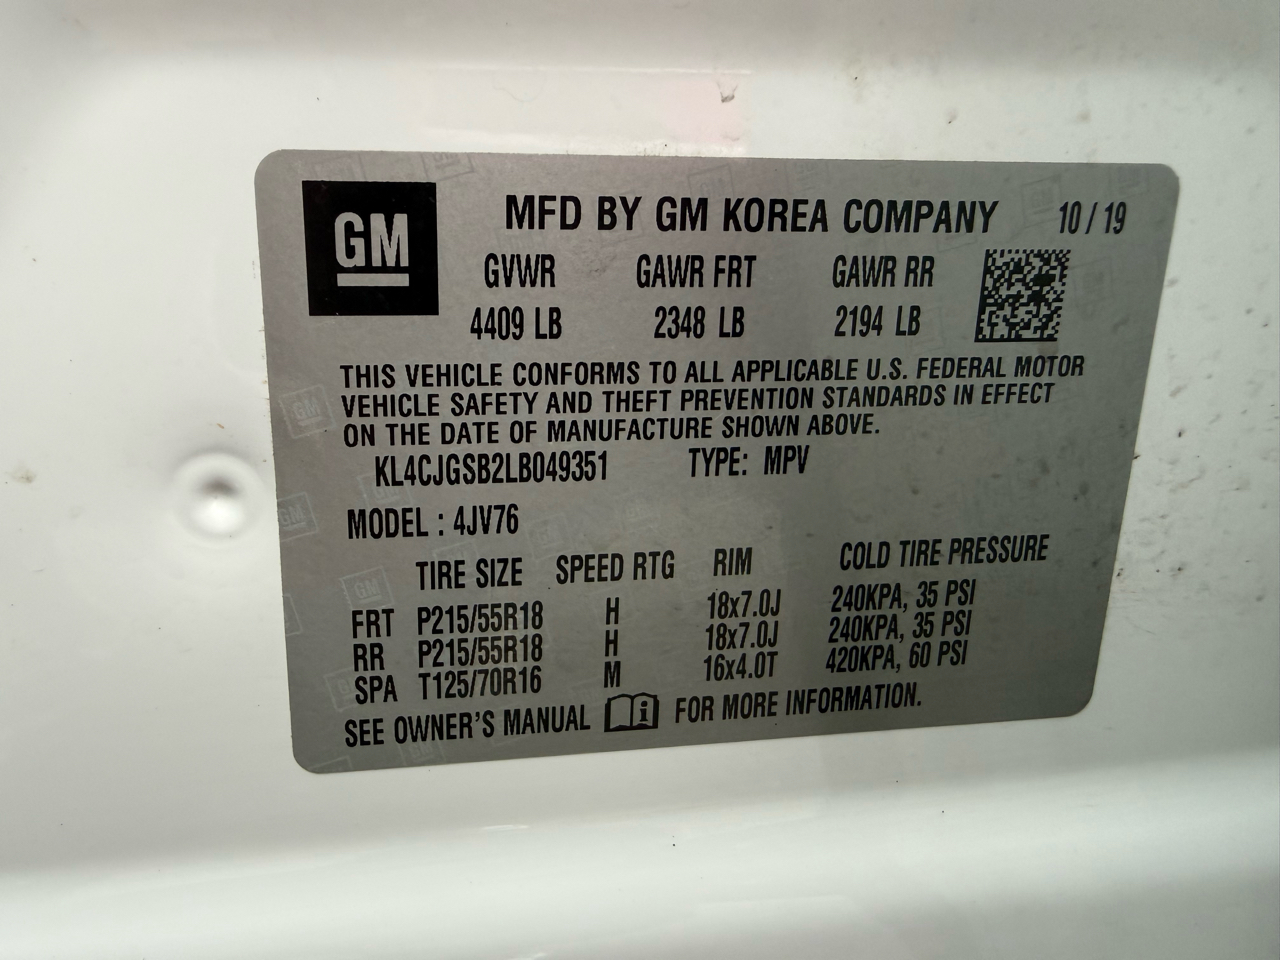 GM
MFD BY GM KOREA COMPANY 10/19
GVWR GAWR FRT GAWR RR
4409 LB 2348 LB 2194 LB
THIS VEHICLE CONFORMS TO ALL APPLICABLE U.S. FEDERAL MOTOR
VEHICLE SAFETY AND THEFT PREVENTION STANDARDS IN EFFECT
ON THE DATE OF MANUFACTURE SHOWN ABOVE.
KL4CJGSB2LB049351 TYPE: MPV
MODEL : 4JV76
TIRE SIZE SPEED RTG RIM COLD TIRE PRESSURE
FRT P215/55R18 H 18x7.0J 240KPA, 35 PSI
RR P215/55R18 H 18x7.0J 240KPA, 35 PSI
SPA T125/70R16 M 16x4.0T 420KPA, 60 PSI
SEE OWNER'S MANUAL i FOR MORE INFORMATION.